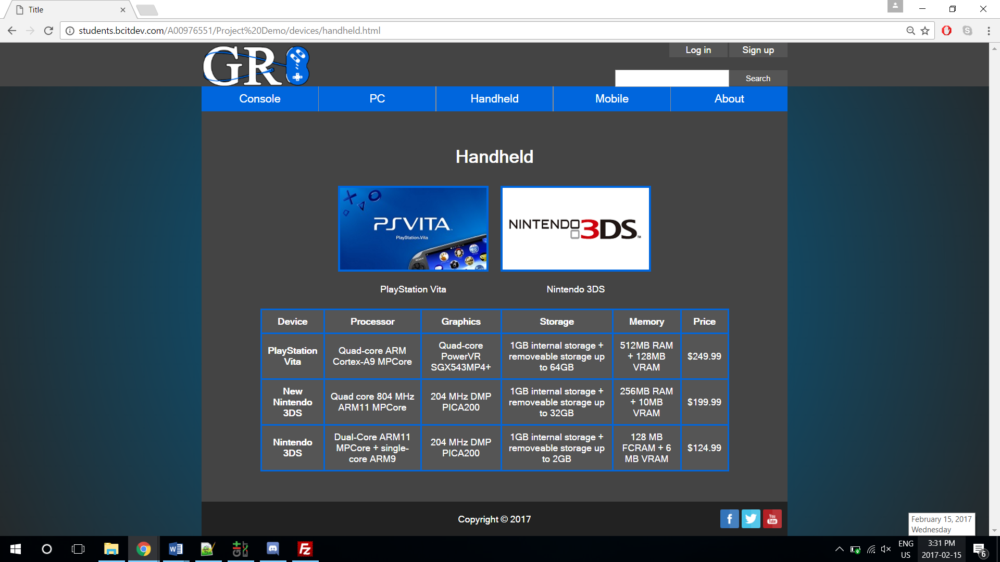 Title
students.bcitdev.com/A00976551/Project%20Demo/devices/handheld.html
GR
Log in
Sign up
Search
Console
PC
Handheld
Mobile
About
Handheld
PSVITA
PlayStation Vita
SONY
NINTENDO 3DS™
PlayStation Vita
Nintendo 3DS
Device
Processor
Graphics
Storage
Memory
Price
PlayStation
Vita
Quad-core ARM
Cortex-A9 MPCore
Quad-core
PowerVR
SGX543MP4+
1GB internal storage +
removeable storage up
to 64GB
512MB RAM
+ 128MB
VRAM
$249.99
New
Nintendo
3DS
Quad core 804 MHz
ARM11 MPCore
204 MHz DMP
PICA200
1GB internal storage +
removeable storage up
to 32GB
256MB RAM
+ 10MB
VRAM
$199.99
Nintendo
3DS
Dual-Core ARM11
MPCore + single-
core ARM9
204 MHz DMP
PICA200
1GB internal storage +
removeable storage up
to 2GB
128 MB
FCRAM + 6
MB VRAM
$124.99
Copyright © 2017
f
You
Tube
February 15, 2017
Wednesday
ENG
US
3:31 PM
2017-02-15
6